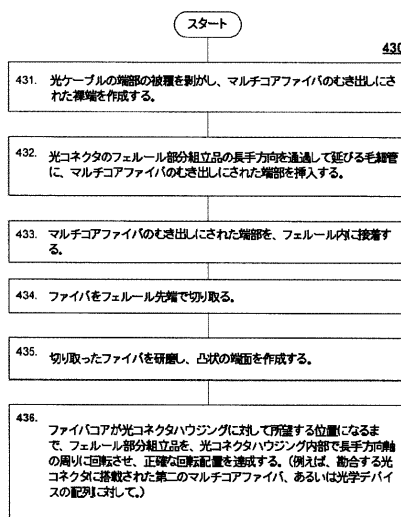 スタート
430
431. 光ケーブルの端部の被覆を剥がし、マルチコアファイバのむき出しにさ
れた裸端を作成する。
432. 光コネクタのフェルール部分組立品の長手方向を通過して延びる毛細管
に、マルチコアファイバのむき出しにされた端部を挿入する。
433. マルチコアファイバのむき出しにされた端部を、フェルール内に接着す
る。
434. ファイバをフェルール先端で切り取る。
435. 切り取ったファイバを研磨し、凸状の端面を作成する。
436.
ファイバコアが光コネクタハウジングに対して所望する位置になるま
で、フェルール部分組立品を、光コネクタハウジング内部で長手方向軸
の周りに回転させ、正確な回転配置を達成する。(例えば、勘合する光
コネクタに搭載された第二のマルチコアファイバ、あるいは光学デバ
イスの配列に対して。)